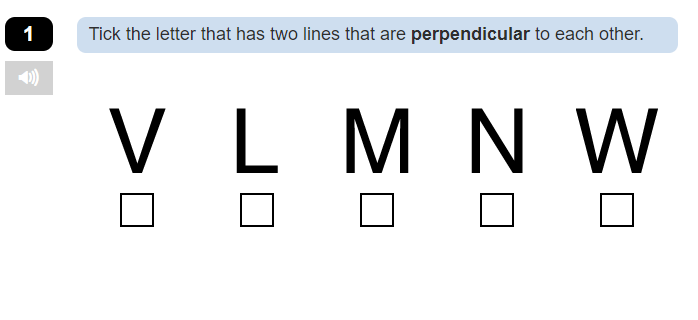 1
Tick the letter that has two lines that are perpendicular to each other.
V L M N W